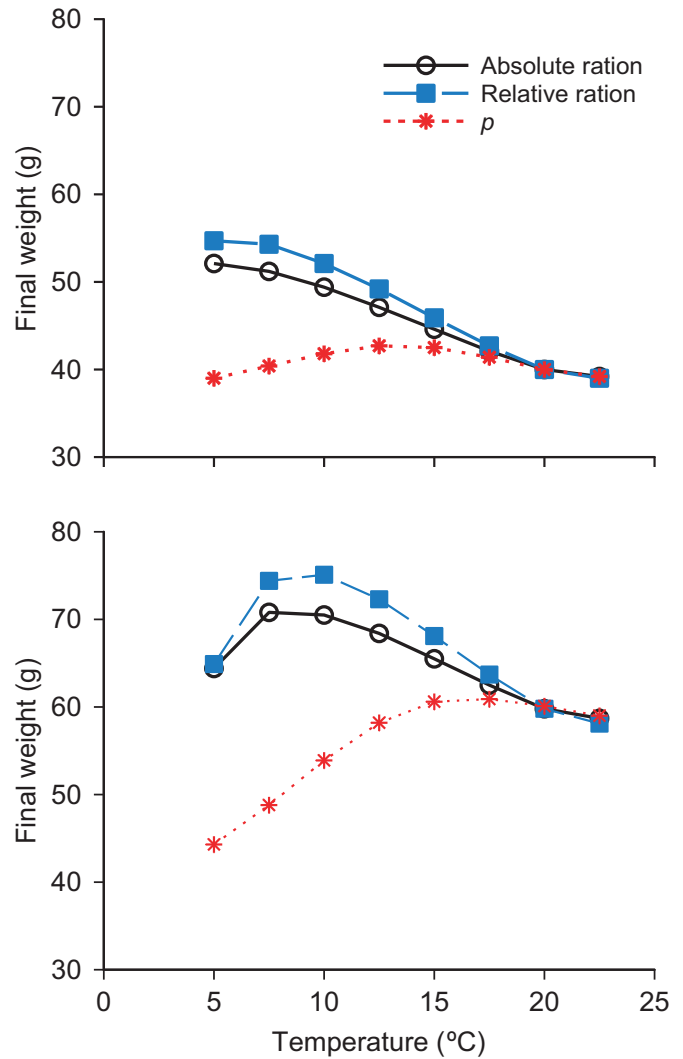 80
70
60
50
40
30
Final weight (g)
Absolute ration
Relative ration
p
80
70
60
50
40
30
Final weight (g)
0 5 10 15 20 25
Temperature (ºC)